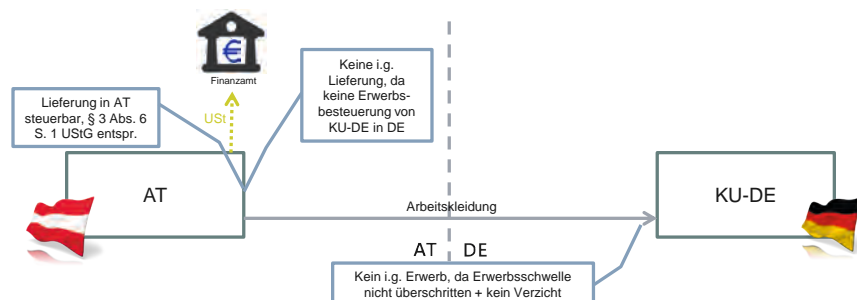 €
Finanzamt
Keine i.g.
Lieferung, da
keine Erwerbs-
besteuerung von
KU-DE in DE
Lieferung in AT
steuerbar, § 3 Abs. 6
S. 1 UStG entspr.
USt
AT
KU-DE
Arbeitskleidung
AT
DE
Kein i.g. Erwerb, da Erwerbsschwelle
nicht überschritten + kein Verzicht